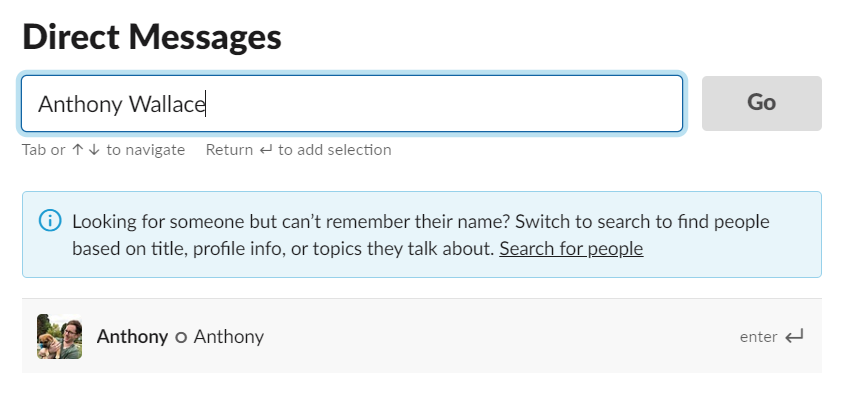 Direct Messages
Anthony Wallace
Go
Tab or ↑ ↓ to navigate Return ↵ to add selection
Looking for someone but can’t remember their name? Switch to search to find people
based on title, profile info, or topics they talk about. Search for people
Anthony Anthony
enter ↵